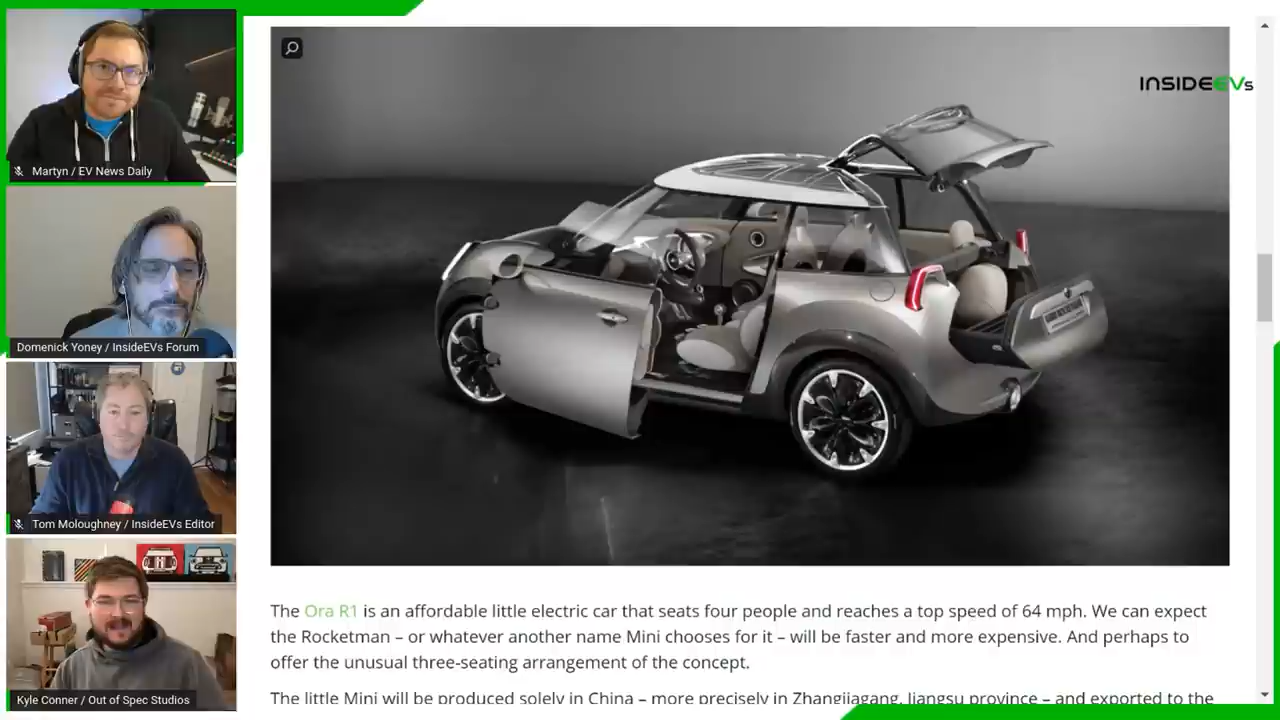 Martyn / EV News Daily
Domenick Yoney / InsideEVs Forum
Tom Moloughney / InsideEVs Editor
Kyle Conner / Out of Spec Studios
INSIDEEVs
The Ora R1 is an affordable little electric car that seats four people and reaches a top speed of 64 mph. We can expect
the Rocketman – or whatever another name Mini chooses for it – will be faster and more expensive. And perhaps to
offer the unusual three-seating arrangement of the concept.
The little Mini will be produced solely in China – more precisely in Zhangjiagang, Jiangsu province – and exported to the